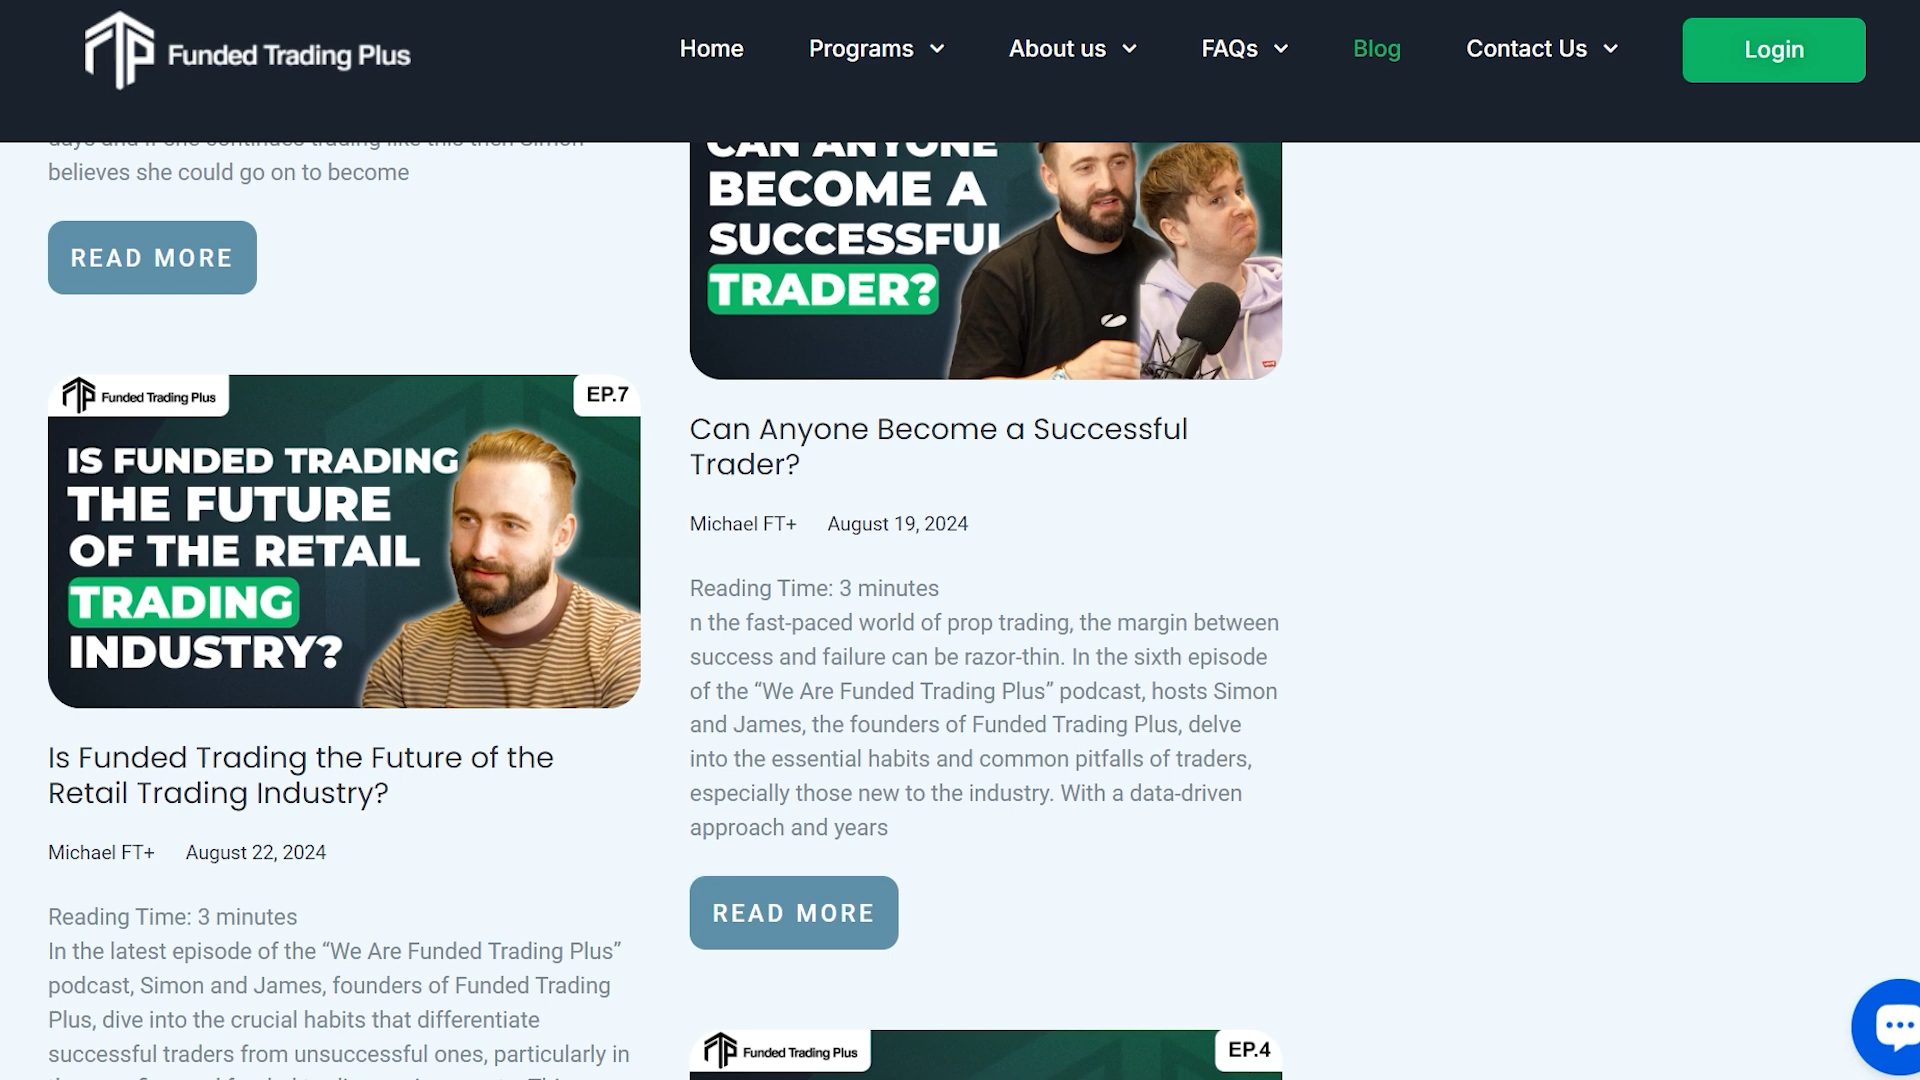 Funded Trading Plus
Home
Programs
About us
FAQs
Blog
Contact Us
Login
believes she could go on to become
READ MORE
Funded Trading Plus
EP.7
IS FUNDED TRADING
THE FUTURE
OF THE RETAIL
TRADING
INDUSTRY?
Is Funded Trading the Future of the
Retail Trading Industry?
Michael FT+ August 22, 2024
Reading Time: 3 minutes
In the latest episode of the “We Are Funded Trading Plus”
podcast, Simon and James, founders of Funded Trading
Plus, dive into the crucial habits that differentiate
successful traders from unsuccessful ones, particularly in
CAN ANYONE
BECOME A
SUCCESSFUL
TRADER?
Can Anyone Become a Successful
Trader?
Michael FT+ August 19, 2024
Reading Time: 3 minutes
n the fast-paced world of prop trading, the margin between
success and failure can be razor-thin. In the sixth episode
of the “We Are Funded Trading Plus” podcast, hosts Simon
and James, the founders of Funded Trading Plus, delve
into the essential habits and common pitfalls of traders,
especially those new to the industry. With a data-driven
approach and years
READ MORE
Funded Trading Plus
EP.4